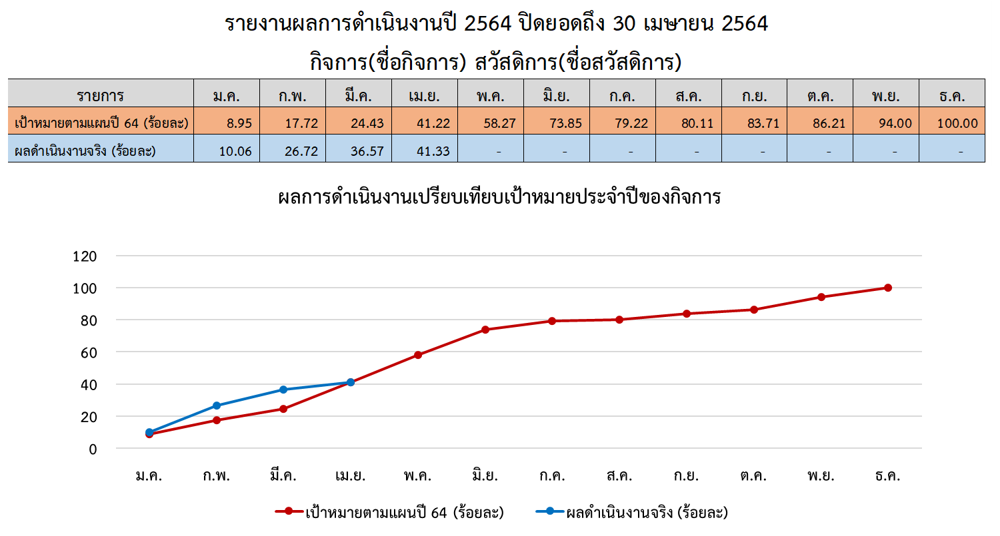 รายงานผลการดำเนินงานปี 2564 ปิดยอดถึง 30 เมษายน 2564
กิจการ(ชื่อกิจการ) สวัสดิการ(ชื่อสวัสดิการ)
รายการ ม.ค. ก.พ. มี.ค. เม.ย. พ.ค. มิ.ย. ก.ค. ส.ค. ก.ย. ต.ค. พ.ย. ธ.ค.
เป้าหมายตามแผนปี 64 (ร้อยละ) 8.95 17.72 24.43 41.22 58.27 73.85 79.22 80.11 83.71 86.21 94.00 100.00
ผลดำเนินงานจริง (ร้อยละ) 10.06 26.72 36.57 41.33 - - - - - - - -
ผลการดำเนินงานเปรียบเทียบเป้าหมายประจำปีของกิจการ
120
100
80
60
40
20
0
ม.ค. ก.พ. มี.ค. เม.ย. พ.ค. มิ.ย. ก.ค. ส.ค. ก.ย. ต.ค. พ.ย. ธ.ค.
เป้าหมายตามแผนปี 64 (ร้อยละ) ผลดำเนินงานจริง (ร้อยละ)